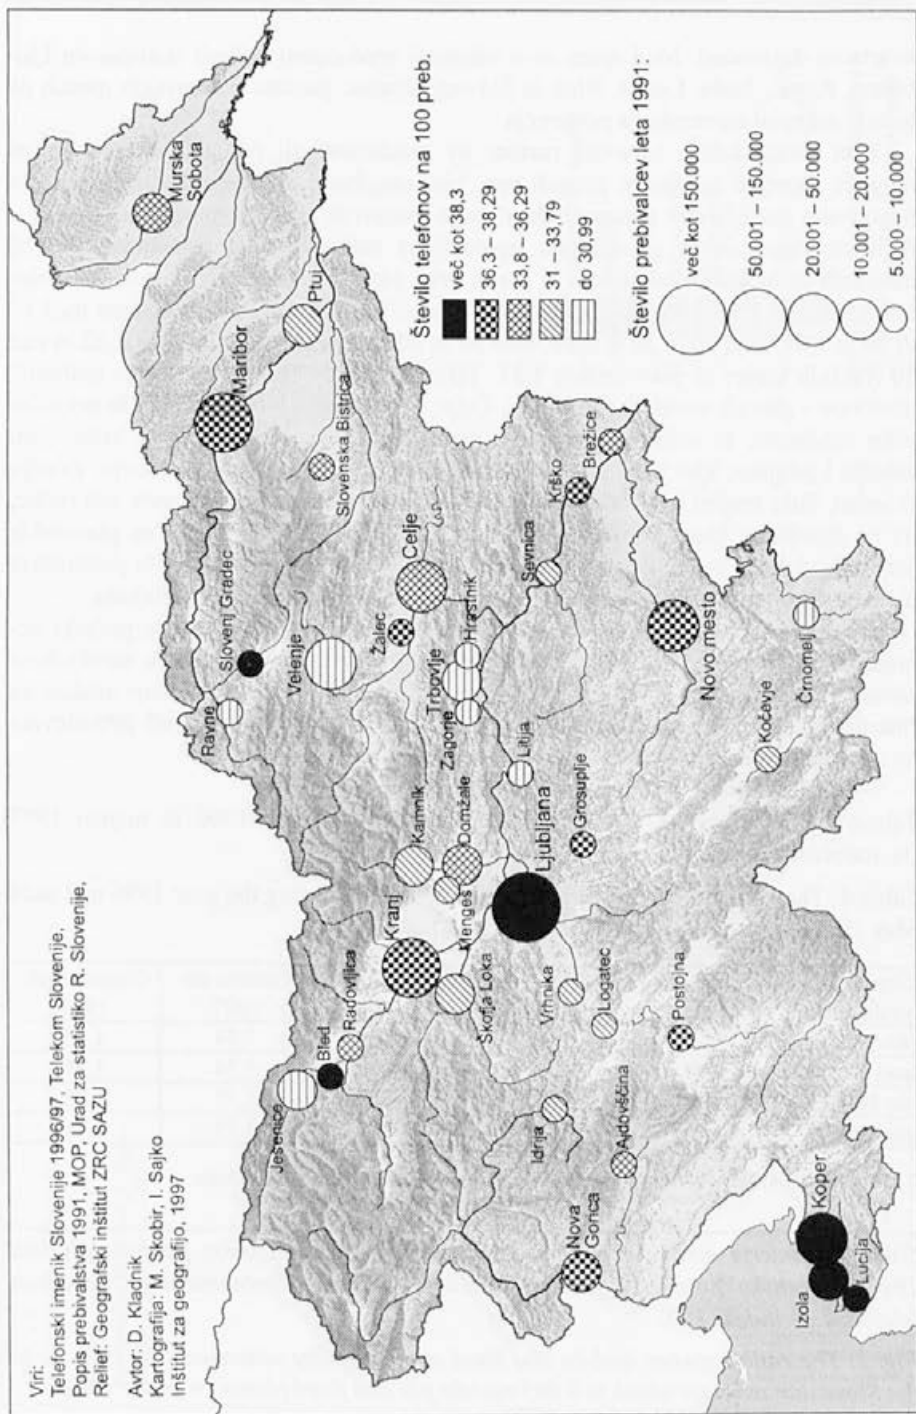 Viri:
Telefonski imenik Slovenije 1996/97, Telekom Slovenije,
Popis prebivalstva 1991, MOP, Urad za statistiko R. Slovenije,
Relief: Geografski inštitut ZRC SAZU
Avtor: D. Kladnik
Kartografija: M. Skobir, I. Sajko
Inštitut za geografijo, 1997
Murska
Sobota
Maribor
Ptuj
Slovenska Bistrica
Ravne
Slovenj Gradec
Velenje
Žalec
Celje
Jesenice
Bled
Radovljica
Kranj
Kamnik
Mengeš
Domžale
Škofja Loka
Zagorje
Trbovlje
Hrastnik
Litija
Ljubljana
Sevnica
Krško
Brežice
Vrhnika
Logatec
Grosuplje
Idrija
Ajdovščina
Nova
Gorica
Postojna
Novo mesto
Kočevje
Črnomelj
Koper
Izola
Lucija
Število telefonov na 100 preb.
več kot 38,3
36,3 – 38,29
33,8 – 36,29
31 – 33,79
do 30,99
Število prebivalcev leta 1991
več kot 150.000
50.001 – 150.000
20.001 – 50.000
10.001 – 20.000
5.000 – 10.000